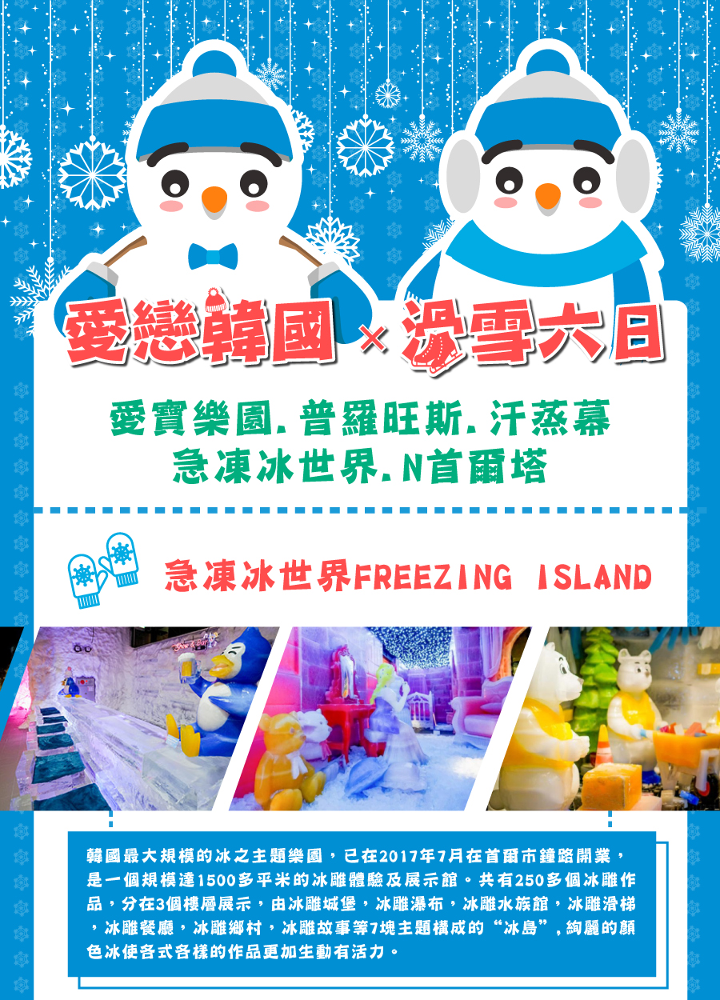 愛戀韓國×滑雪六日
愛寶樂園.普羅旺斯.汗蒸幕
急凍冰世界.N首爾塔
急凍冰世界FREEZING ISLAND
Show & Bar
韓國最大規模的冰之主題樂園，已在2017年7月在首爾市鐘路開業，
是一個規模達1500多平米的冰雕體驗及展示館。共有250多個冰雕作
品，分在3個樓層展示，由冰雕城堡，冰雕瀑布，冰雕水族館，冰雕滑梯
，冰雕餐廳，冰雕鄉村，冰雕故事等7塊主題構成的“冰島”,絢麗的顏
色冰使各式各樣的作品更加生動有活力。